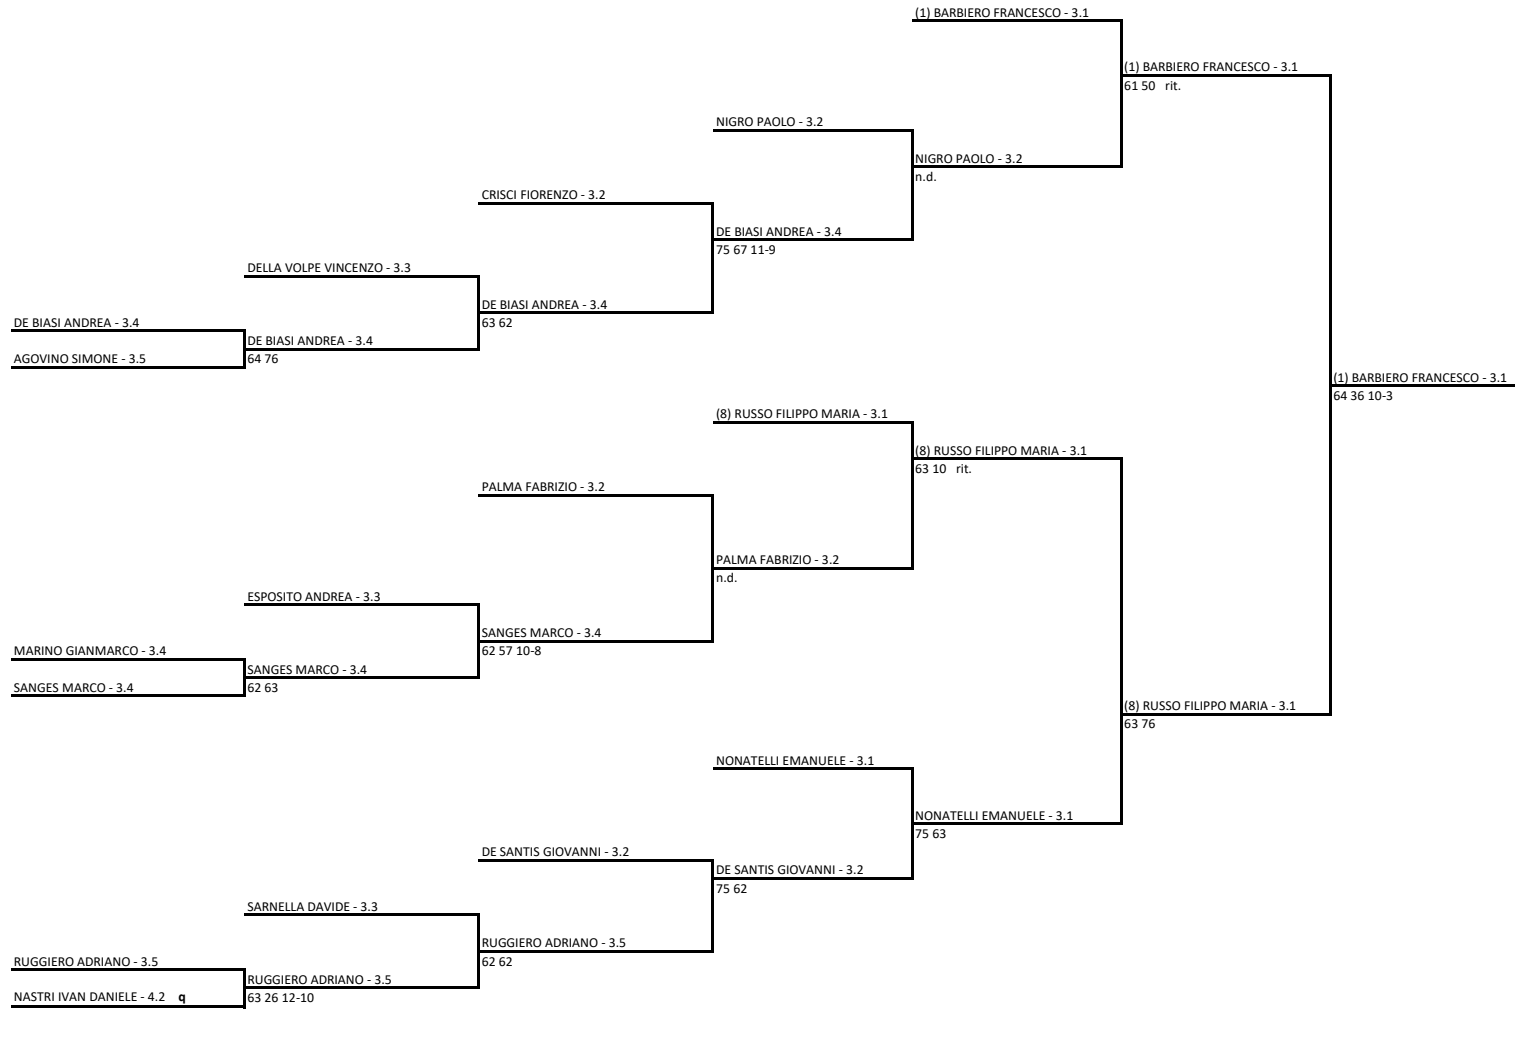 (1) BARBIERO FRANCESCO - 3.1
(1) BARBIERO FRANCESCO - 3.1
61 50 rit.
NIGRO PAOLO - 3.2
NIGRO PAOLO - 3.2
n.d.
CRISCI FIORENZO - 3.2
DE BIASI ANDREA - 3.4
75 67 11-9
DELLA VOLPE VINCENZO - 3.3
DE BIASI ANDREA - 3.4
63 62
DE BIASI ANDREA - 3.4
DE BIASI ANDREA - 3.4
AGOVINO SIMONE - 3.5
64 76
(1) BARBIERO FRANCESCO - 3.1
64 36 10-3
(8) RUSSO FILIPPO MARIA - 3.1
(8) RUSSO FILIPPO MARIA - 3.1
63 10 rit.
PALMA FABRIZIO - 3.2
PALMA FABRIZIO - 3.2
n.d.
ESPOSITO ANDREA - 3.3
SANGES MARCO - 3.4
62 57 10-8
MARINO GIANMARCO - 3.4
SANGES MARCO - 3.4
SANGES MARCO - 3.4
62 63
(8) RUSSO FILIPPO MARIA - 3.1
63 76
NONATELLI EMANUELE - 3.1
NONATELLI EMANUELE - 3.1
75 63
DE SANTIS GIOVANNI - 3.2
DE SANTIS GIOVANNI - 3.2
75 62
SARNELLA DAVIDE - 3.3
RUGGIERO ADRIANO - 3.5
62 62
RUGGIERO ADRIANO - 3.5
RUGGIERO ADRIANO - 3.5
NASTRI IVAN DANIELE - 4.2 q
63 26 12-10